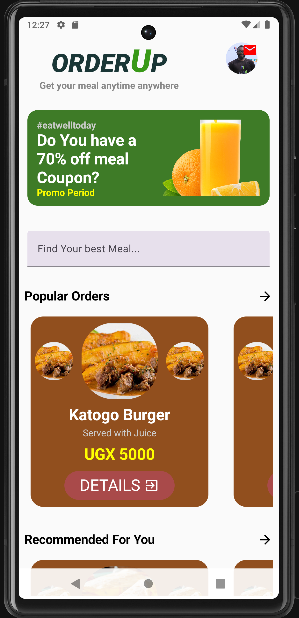 12:27
ORDERUP
Get your meal anytime anywhere
#eatwelltoday
Do You have a
70% off meal
Coupon?
Promo Period
Find Your best Meal...
Popular Orders
Katogo Burger
Served with Juice
UGX 5000
DETAILS
Recommended For You